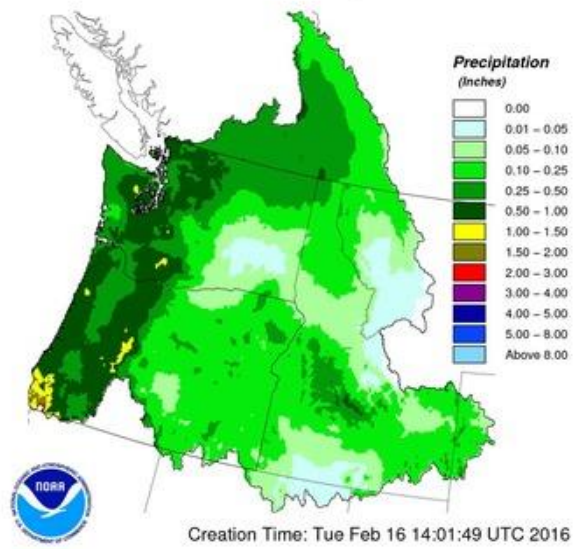 Precipitation
(Inches)
0.00
0.01 – 0.05
0.05 – 0.10
0.10 – 0.25
0.25 – 0.50
0.50 – 1.00
1.00 – 1.50
1.50 – 2.00
2.00 – 3.00
3.00 – 4.00
4.00 – 5.00
5.00 – 8.00
Above 8.00
NOAA
Creation Time: Tue Feb 16 14:01:49 UTC 2016